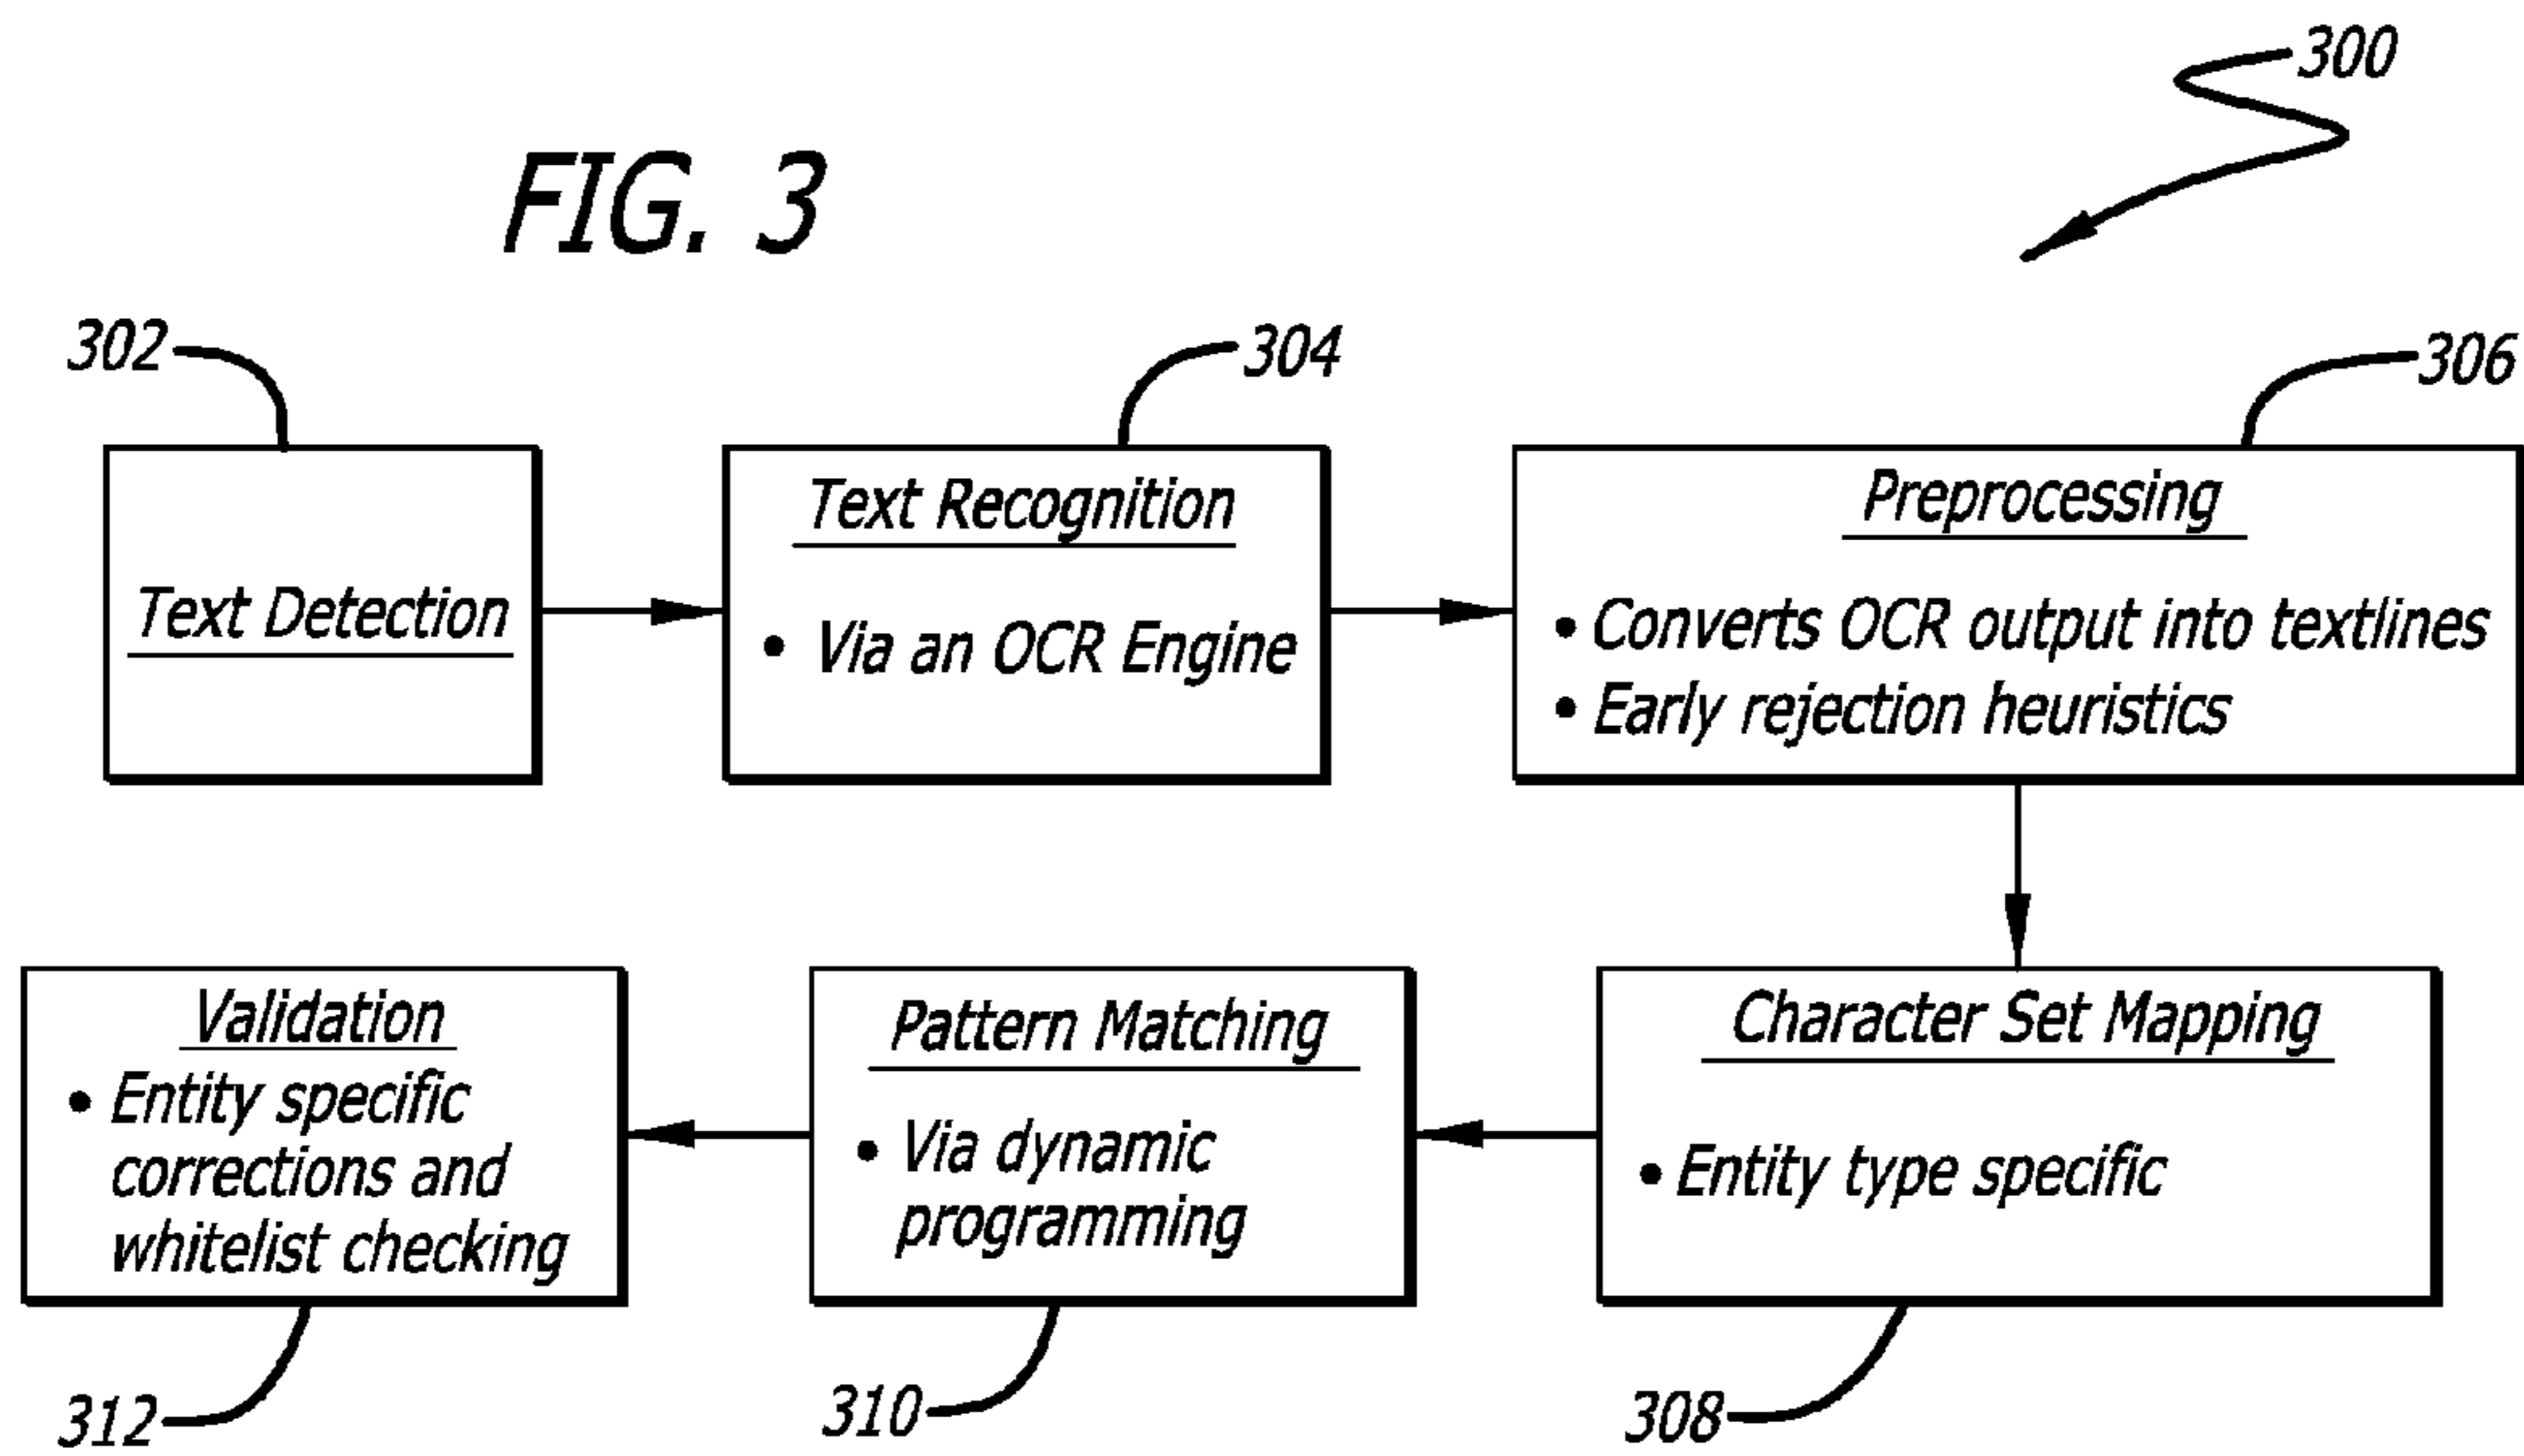 300
FIG. 3
302
304
306
Text Detection
Text Recognition
• Via an OCR Engine
Preprocessing
• Converts OCR output into textlines
• Early rejection heuristics
Validation
• Entity specific
corrections and
whitelist checking
Pattern Matching
• Via dynamic
programming
Character Set Mapping
• Entity type specific
312
310
308